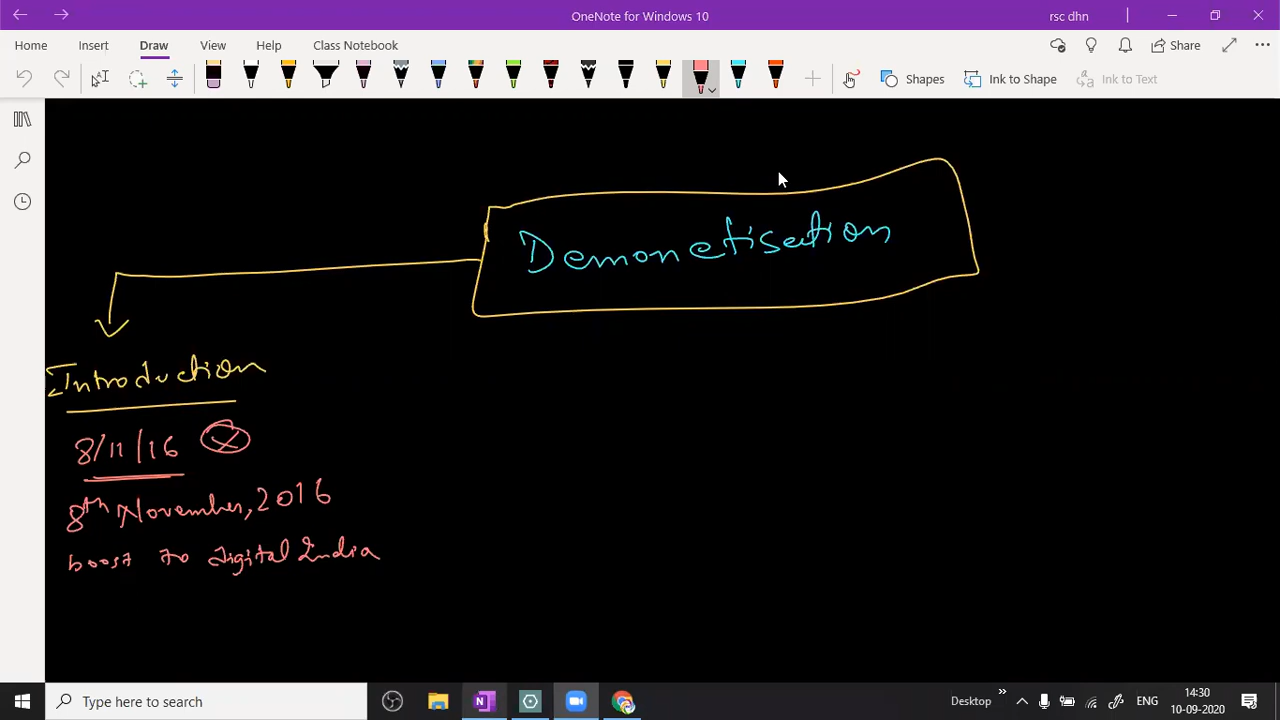 OneNote for Windows 10
rsc dhn
Home Insert Draw View Help Class Notebook Share
Shapes Ink to Shape Ink to Text
Demonetisation
Introduction
8/11/16
8th November, 2016
boost to digital India
Type here to search
Desktop ENG 14:30
10-09-2020